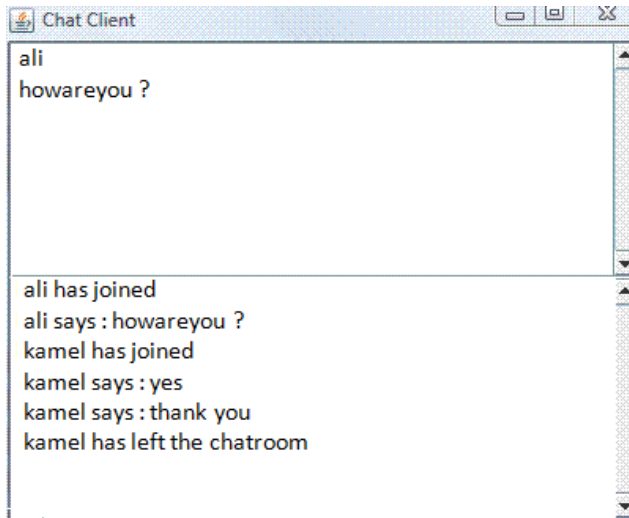 Chat Client
ali
howareyou ?
ali has joined
ali says : howareyou ?
kamel has joined
kamel says : yes
kamel says : thank you
kamel has left the chatroom